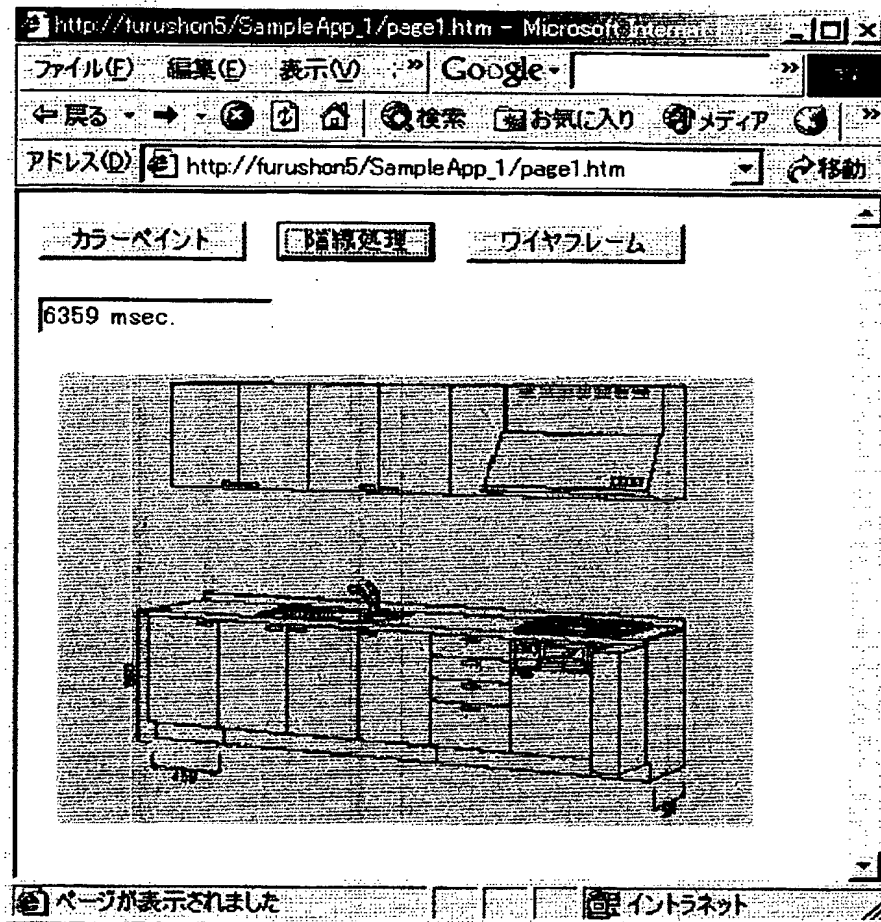 http://furushon5/SampleApp_1/page1.htm - Microsoft Internet
ファイル(F) 編集(E) 表示(V) » Google »
戻る 検索 お気に入り メディア »
アドレス(D) http://furushon5/SampleApp_1/page1.htm 移動
カラーペイント 陰線処理 ワイヤフレーム
6359 msec.
ページが表示されました イントラネット